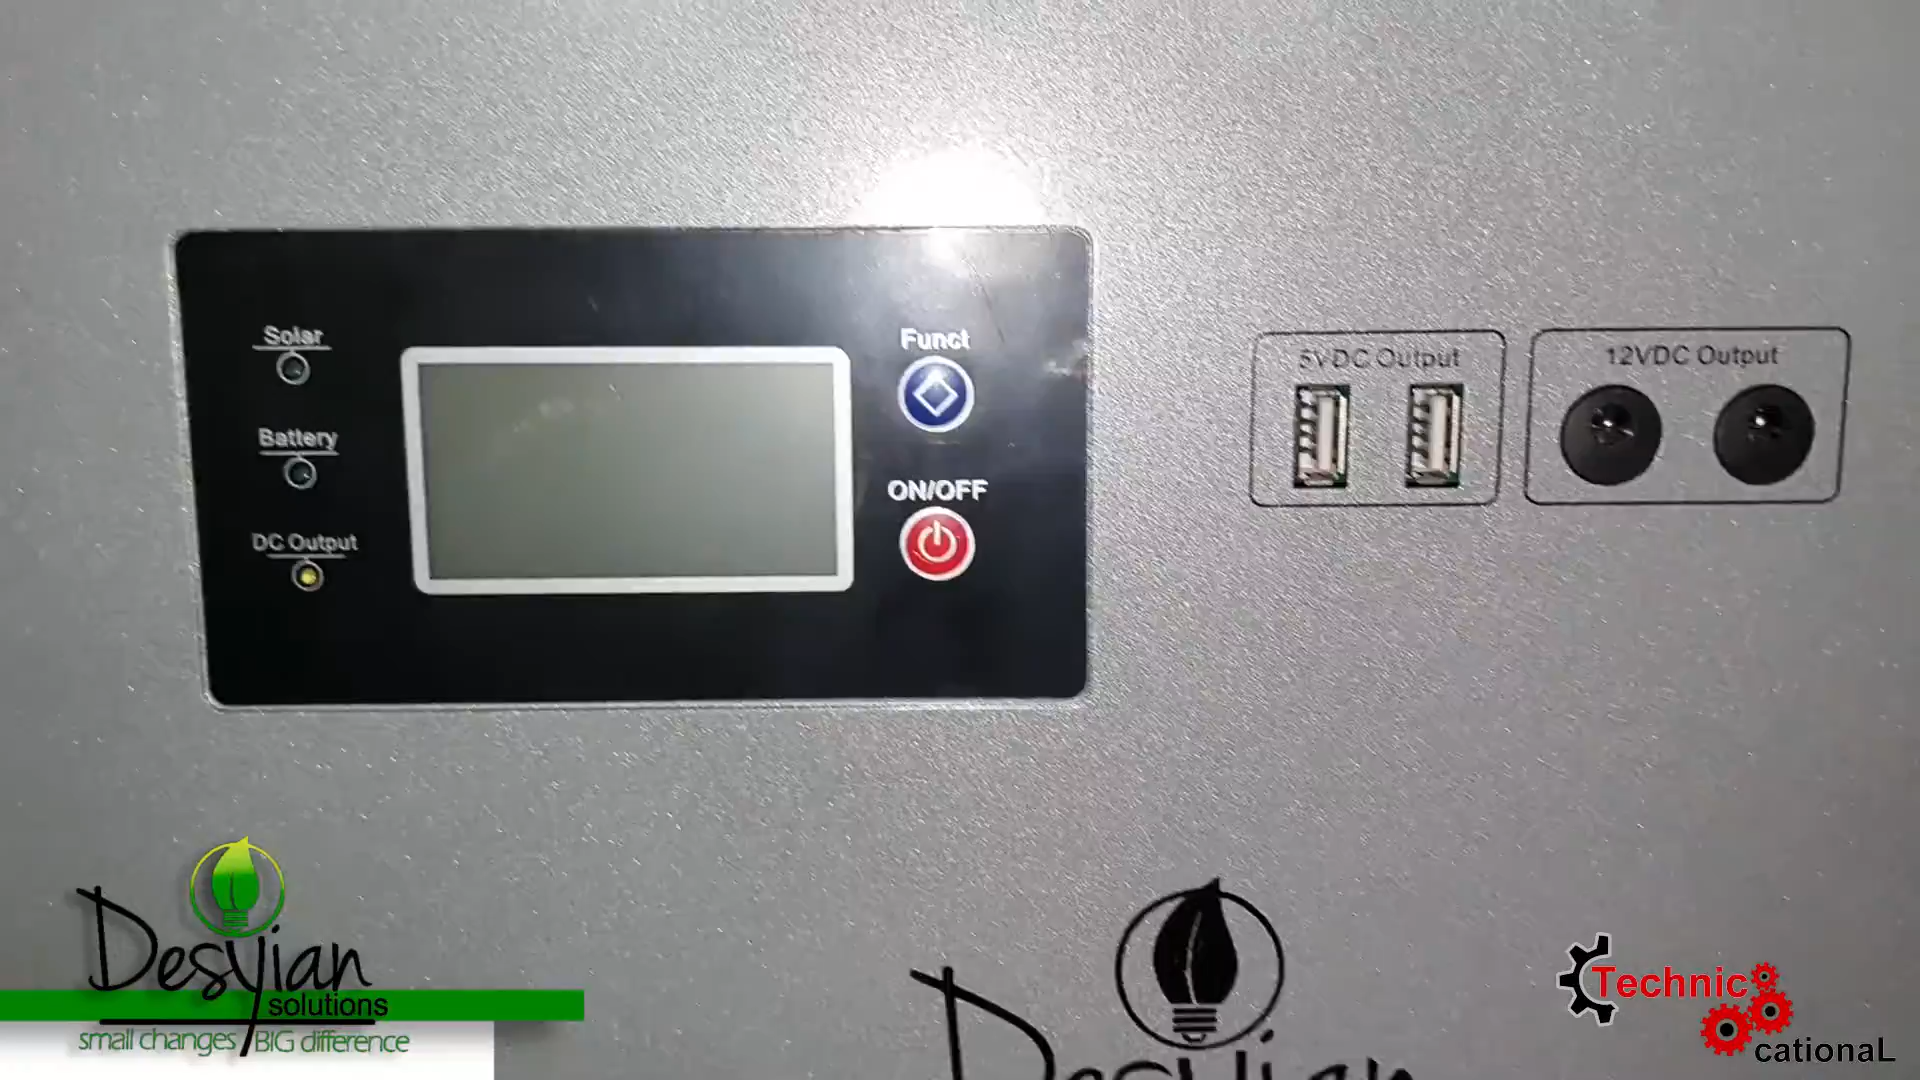 Solar
Battery
DC Output
Funct
ON/OFF
5VDC Output
12VDC Output
Desyian
solutions
small changes BIG difference
Desyian
Technic
cationaL